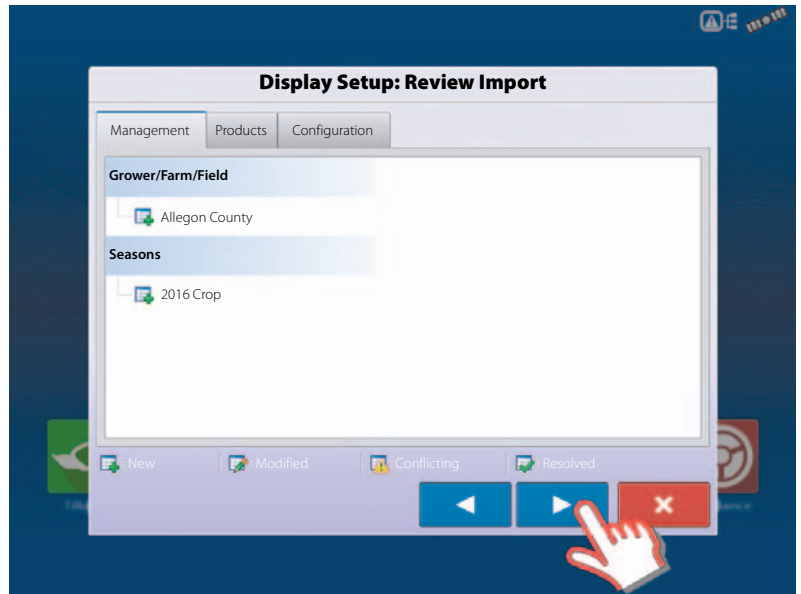 Display Setup: Review Import
Management Products Configuration
Grower/Farm/Field
Allegon County
Seasons
2016 Crop
New Modified Conflicting Resolved